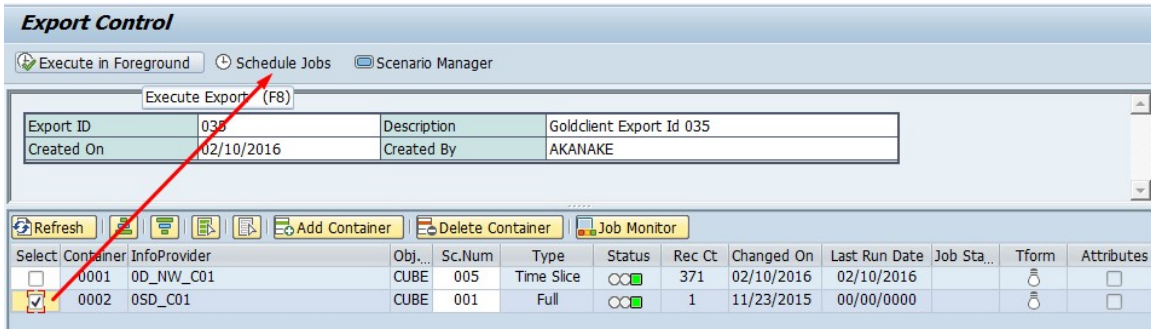 Export Control
Execute in Foreground Schedule Jobs Scenario Manager
Execute Export (F8)
Export ID 035 Description Goldclient Export Id 035
Created On 02/10/2016 Created By AKANAKE
Refresh Add Container Delete Container Job Monitor
Select Container InfoProvider Obj... Sc.Num Type Status Rec Ct Changed On Last Run Date Job Sta... Tform Attributes
0001 0D_NW_C01 CUBE 005 Time Slice 371 02/10/2016 02/10/2016
0002 0SD_C01 CUBE 001 Full 1 11/23/2015 00/00/0000